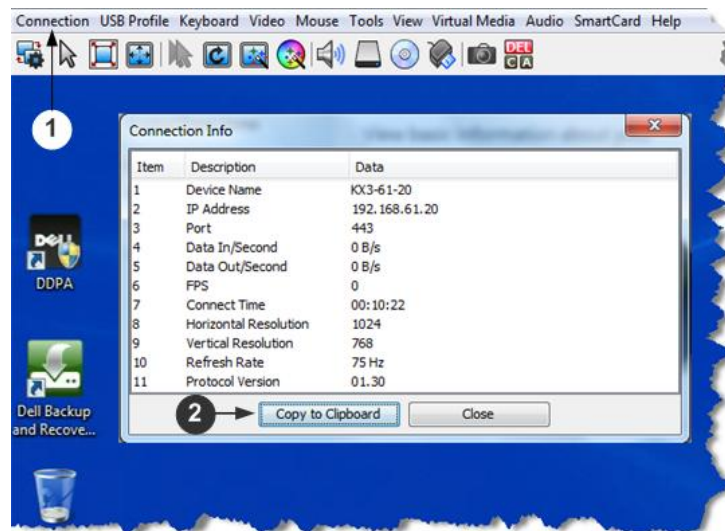 Connection USB Profile Keyboard Video Mouse Tools View Virtual Media Audio SmartCard Help
DEL
C A
1
Connection Info
Item Description Data
1 Device Name KX3-61-20
2 IP Address 192.168.61.20
3 Port 443
4 Data In/Second 0 B/s
5 Data Out/Second 0 B/s
6 FPS 0
7 Connect Time 00:10:22
8 Horizontal Resolution 1024
9 Vertical Resolution 768
10 Refresh Rate 75 Hz
11 Protocol Version 01.30
2 Copy to Clipboard Close
DELL
DDPA
Dell Backup
and Recove...